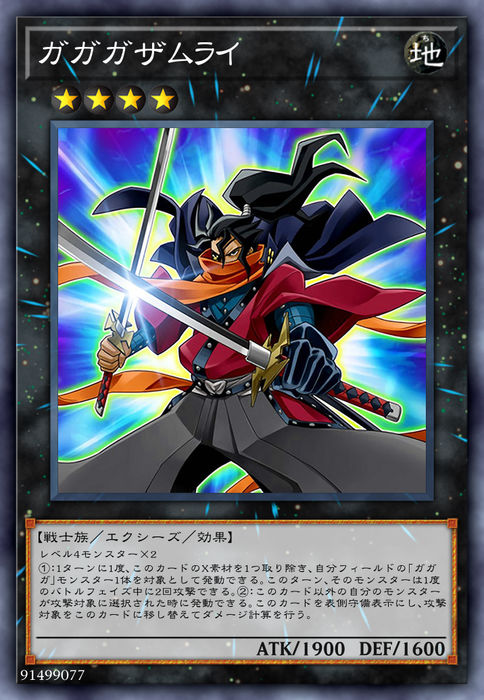 ガガガザムライ
地
ち
【戦士族／エクシーズ／効果】
レベル4モンスター×2
①:1ターンに1度、このカードのX素材を1つ取り除き、自分フィールドの「ガガ
ガ」モンスター1体を対象として発動できる。このターン、そのモンスターは1度
のバトルフェイズ中に2回攻撃できる。②:このカード以外の自分のモンスター
が攻撃対象に選択された時に発動できる。このカードを表側守備表示にし、攻撃
対象をこのカードに移し替えてダメージ計算を行う。
ATK/1900 DEF/1600
91499077